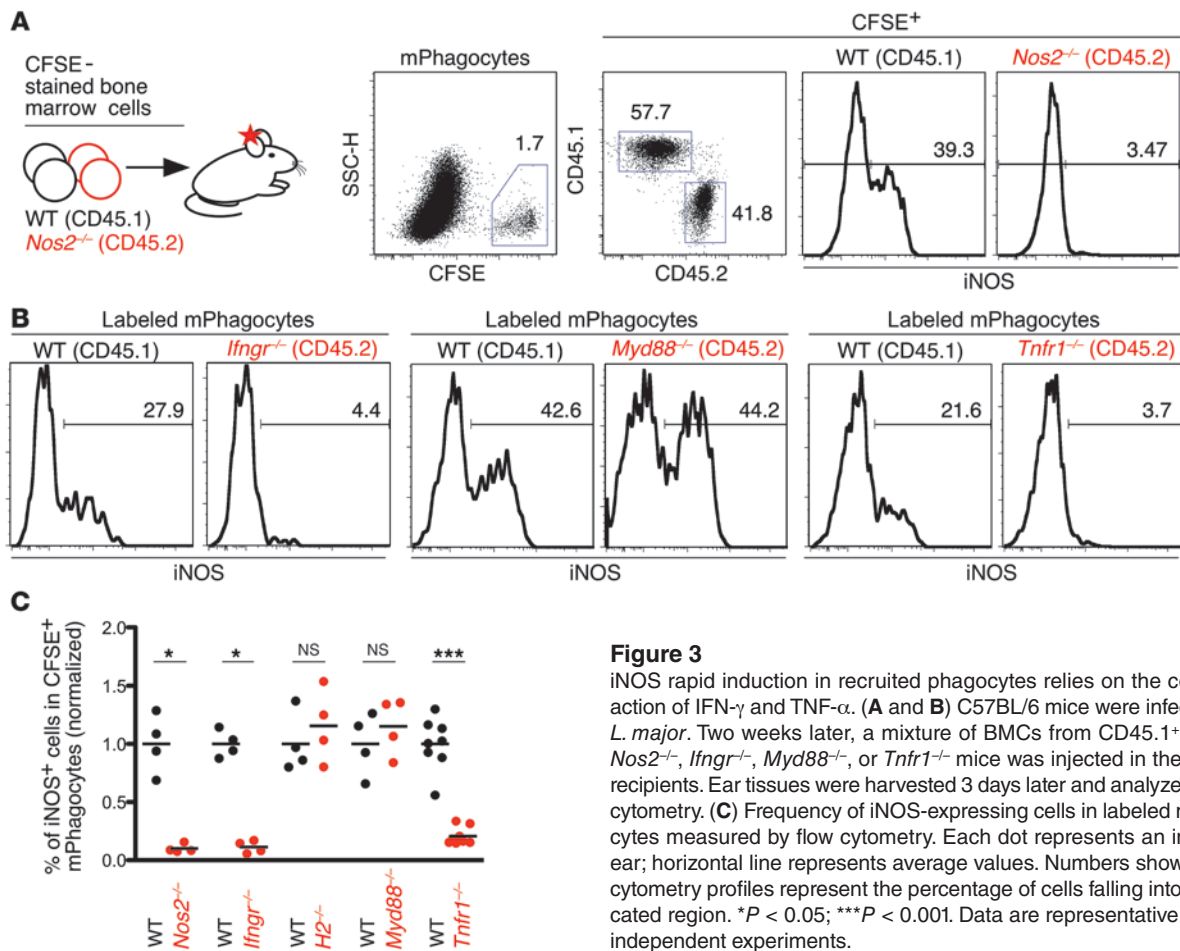 A
CFSE-
stained bone
marrow cells
WT (CD45.1)
Nos2–/– (CD45.2)
mPhagocytes
SSC-H
1.7
CFSE
CFSE+
CD45.1
57.7
41.8
CD45.2
WT (CD45.1)
39.3
Nos2–/– (CD45.2)
3.47
iNOS
B
Labeled mPhagocytes
WT (CD45.1)
27.9
Ifngr–/– (CD45.2)
4.4
iNOS
Labeled mPhagocytes
WT (CD45.1)
42.6
Myd88–/– (CD45.2)
44.2
iNOS
Labeled mPhagocytes
WT (CD45.1)
21.6
Tnfr1–/– (CD45.2)
3.7
iNOS
C
% of iNOS+ cells in CFSE+
mPhagocytes (normalized)
2.0
1.5
1.0
0.5
0.0
*
*
NS
NS
***
WT
Nos2–/–
WT
Ifngr–/–
WT
H2–/–
WT
Myd88–/–
WT
Tnfr1–/–
Figure 3
iNOS rapid induction in recruited phagocytes relies on the
action of IFN-γ and TNF-α. (A and B) C57BL/6 mice were
L. major. Two weeks later, a mixture of BMCs from CD45.1+
Nos2–/–, Ifngr–/–, Myd88–/–, or Tnfr1–/– mice was injected in the
recipients. Ear tissues were harvested 3 days later and
cytometry. (C) Frequency of iNOS-expressing cells in labeled
cytes measured by flow cytometry. Each dot represents an
ear; horizontal line represents average values. Numbers
cytometry profiles represent the percentage of cells falling into
cated region. *P < 0.05; ***P < 0.001. Data are representative
independent experiments.